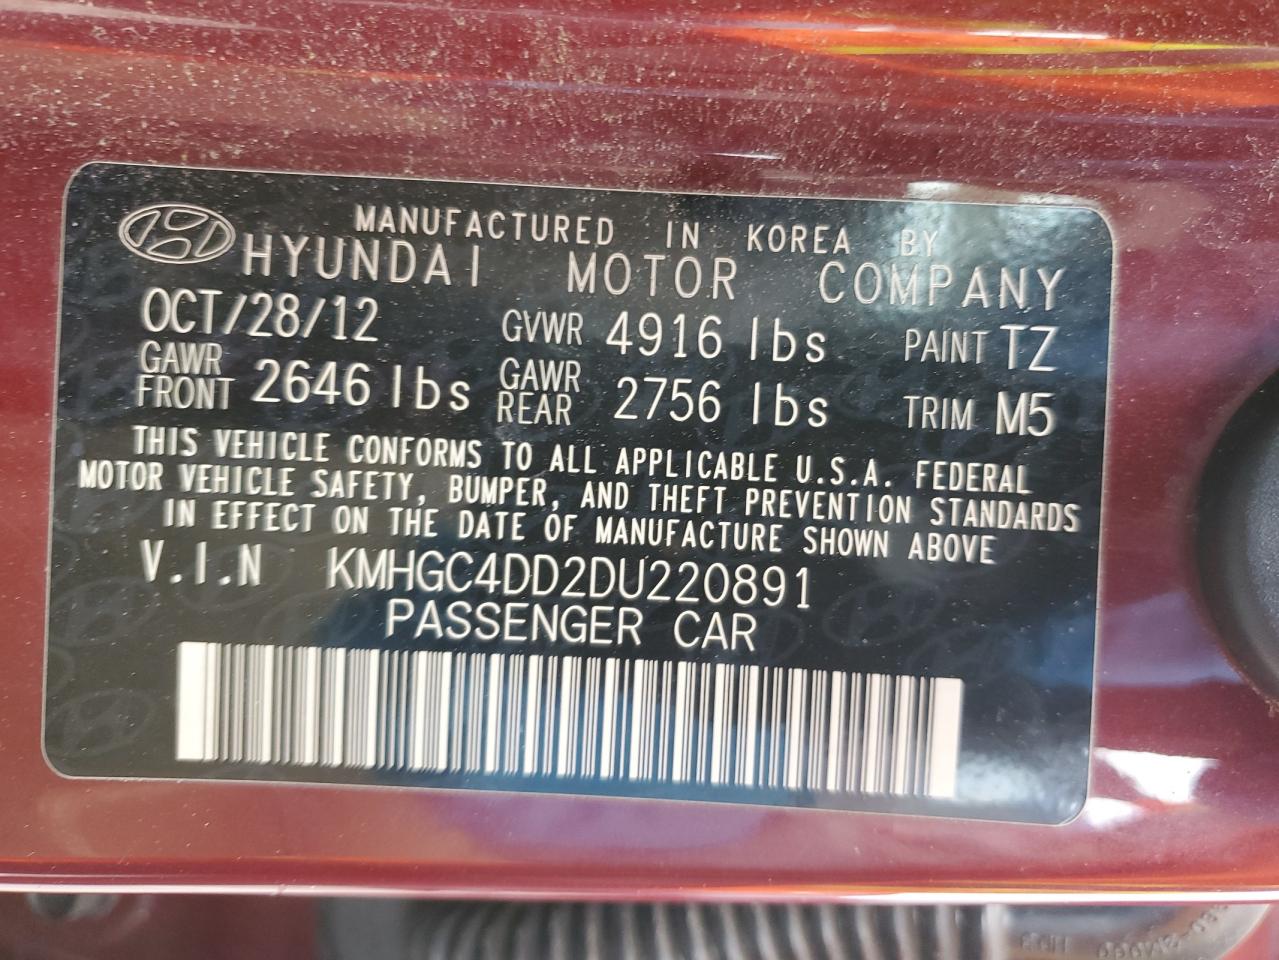 MANUFACTURED IN KOREA BY
HYUNDAI MOTOR COMPANY
OCT/28/12 GVWR 4916 lbs PAINT TZ
GAWR FRONT 2646 lbs GAWR REAR 2756 lbs TRIM M5
THIS VEHICLE CONFORMS TO ALL APPLICABLE U.S.A. FEDERAL
MOTOR VEHICLE SAFETY, BUMPER, AND THEFT PREVENTION STANDARDS
IN EFFECT ON THE DATE OF MANUFACTURE SHOWN ABOVE
V.I.N KMHGC4DD2DU220891
PASSENGER CAR